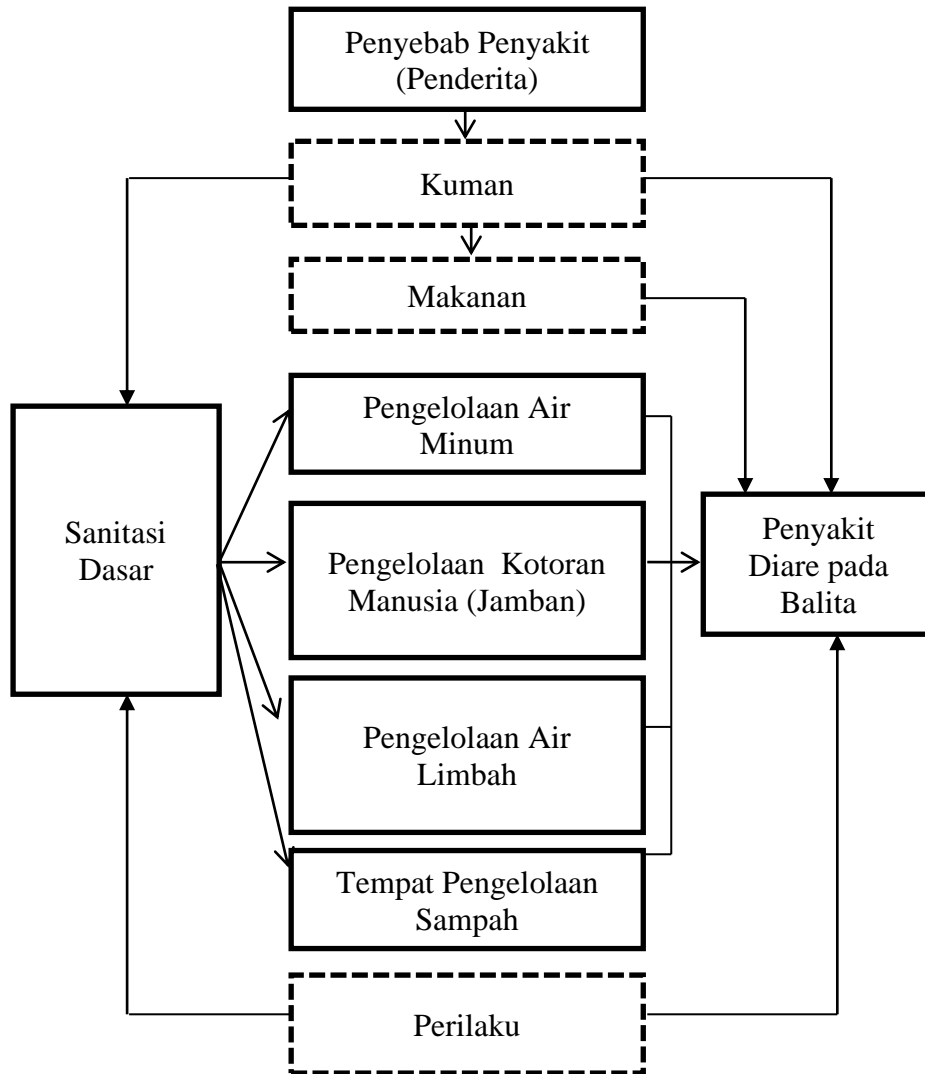 Penyebab Penyakit
(Penderita)
Kuman
Makanan
Pengelolaan Air
Minum
Sanitasi
Dasar
Pengelolaan Kotoran
Manusia (Jamban)
Penyakit
Diare pada
Balita
Pengelolaan Air
Limbah
Tempat Pengelolaan
Sampah
Perilaku